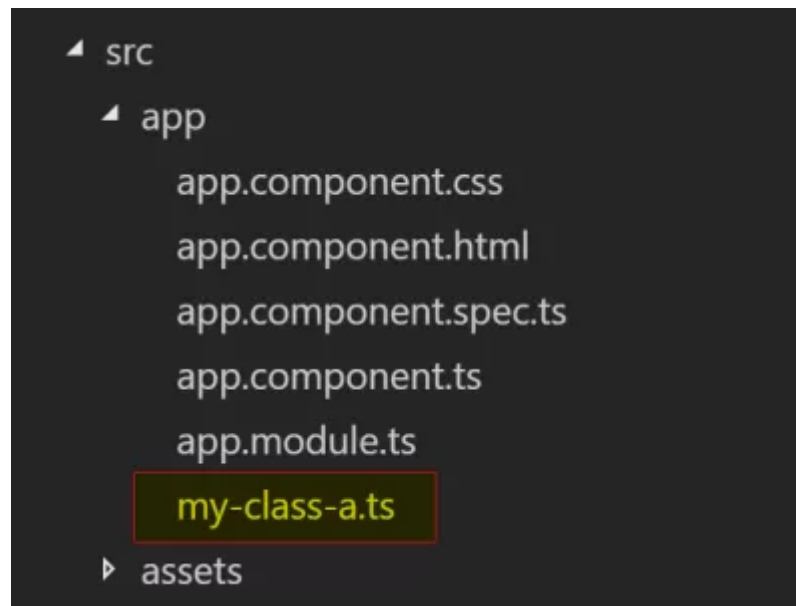 src
app
app.component.css
app.component.html
app.component.spec.ts
app.component.ts
app.module.ts
my-class-a.ts
assets